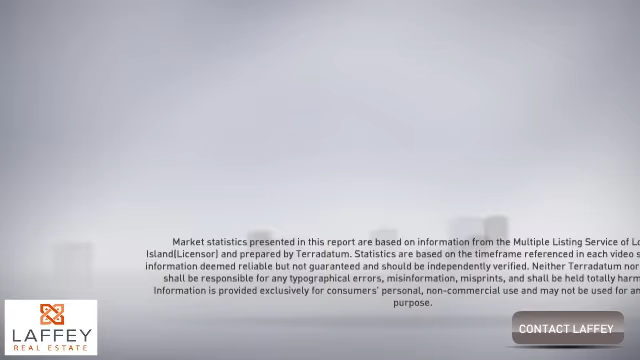 Market statistics presented in this report are based on information from the Multiple Listing Service of
Island(Licensor) and prepared by Terradatum. Statistics are based on the timeframe referenced in each video
information deemed reliable but not guaranteed and should be independently verified. Neither Terradatum nor
shall be responsible for any typographical errors, misinformation, misprints, and shall be held totally
Information is provided exclusively for consumers' personal, non-commercial use and may not be used for
purpose.
LAFFEY
REAL ESTATE
CONTACT LAFFEY